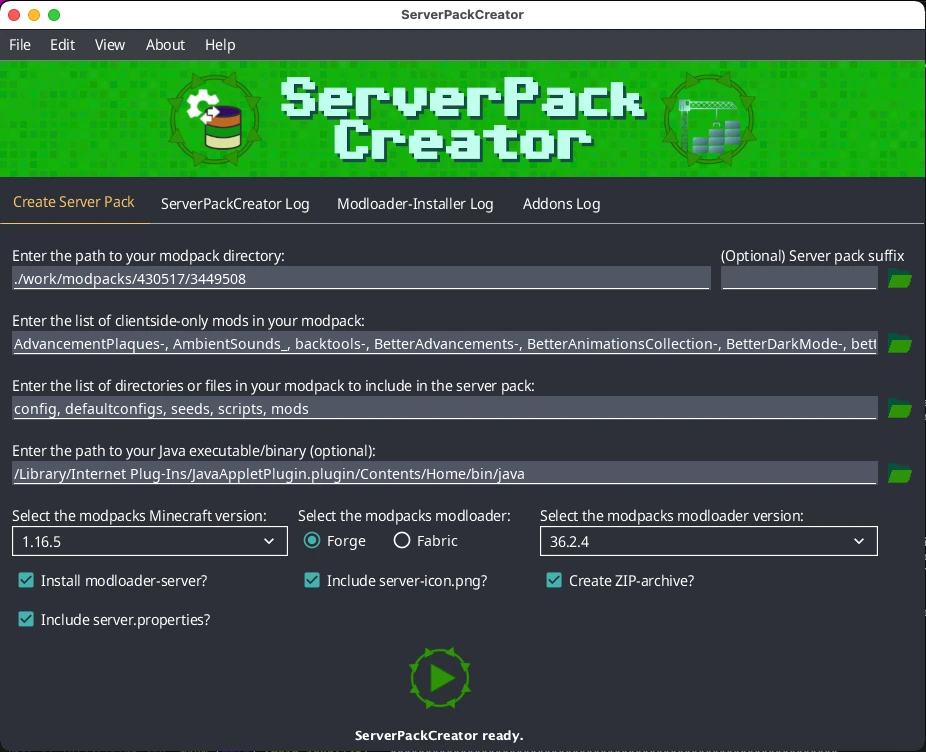 ServerPackCreator
File Edit View About Help
ServerPack
Creator
Create Server Pack ServerPackCreator Log Modloader-Installer Log Addons Log
Enter the path to your modpack directory: (Optional) Server pack suffix
./work/modpacks/430517/3449508
Enter the list of clientside-only mods in your modpack:
AdvancementPlaques-, AmbientSounds_, backtools-, BetterAdvancements-, BetterAnimationsCollection-, BetterDarkMode-, bett
Enter the list of directories or files in your modpack to include in the server pack:
config, defaultconfigs, seeds, scripts, mods
Enter the path to your Java executable/binary (optional):
/Library/Internet Plug-Ins/JavaAppletPlugin.plugin/Contents/Home/bin/java
Select the modpacks Minecraft version: Select the modpacks modloader: Select the modpacks modloader version:
1.16.5 Forge Fabric 36.2.4
Install modloader-server? Include server-icon.png? Create ZIP-archive?
Include server.properties?
ServerPackCreator ready.